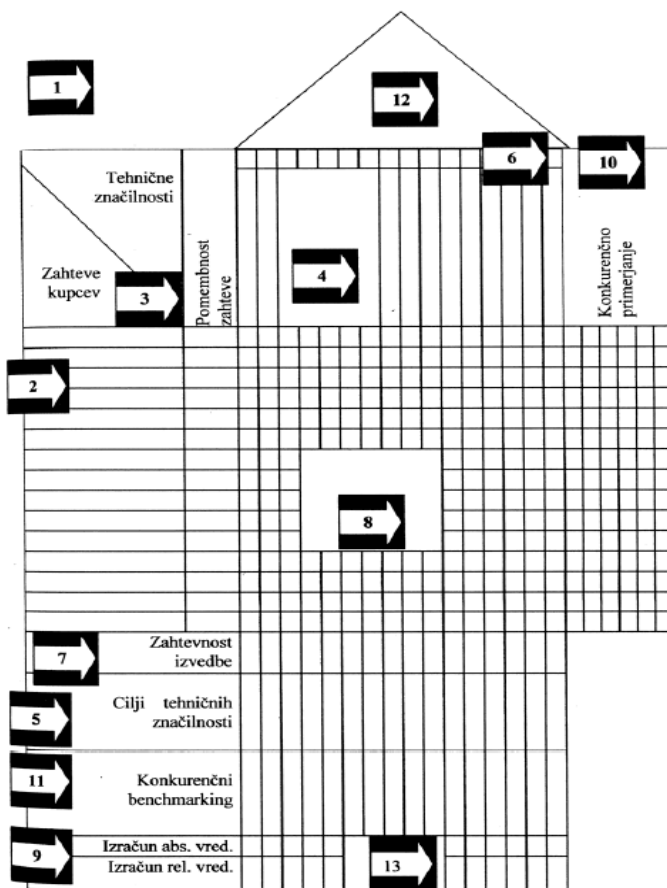 1
12
6
10
Tehnične
značilnosti
Zahteve
kupcev
3
Pomembnost
zahteve
4
Konkurenčno
primerjanje
2
8
7
Zahtevnost
izvedbe
5
Cilji tehničnih
značilnosti
11
Konkurenčni
benchmarking
9
Izračun abs. vred.
Izračun rel. vred.
13